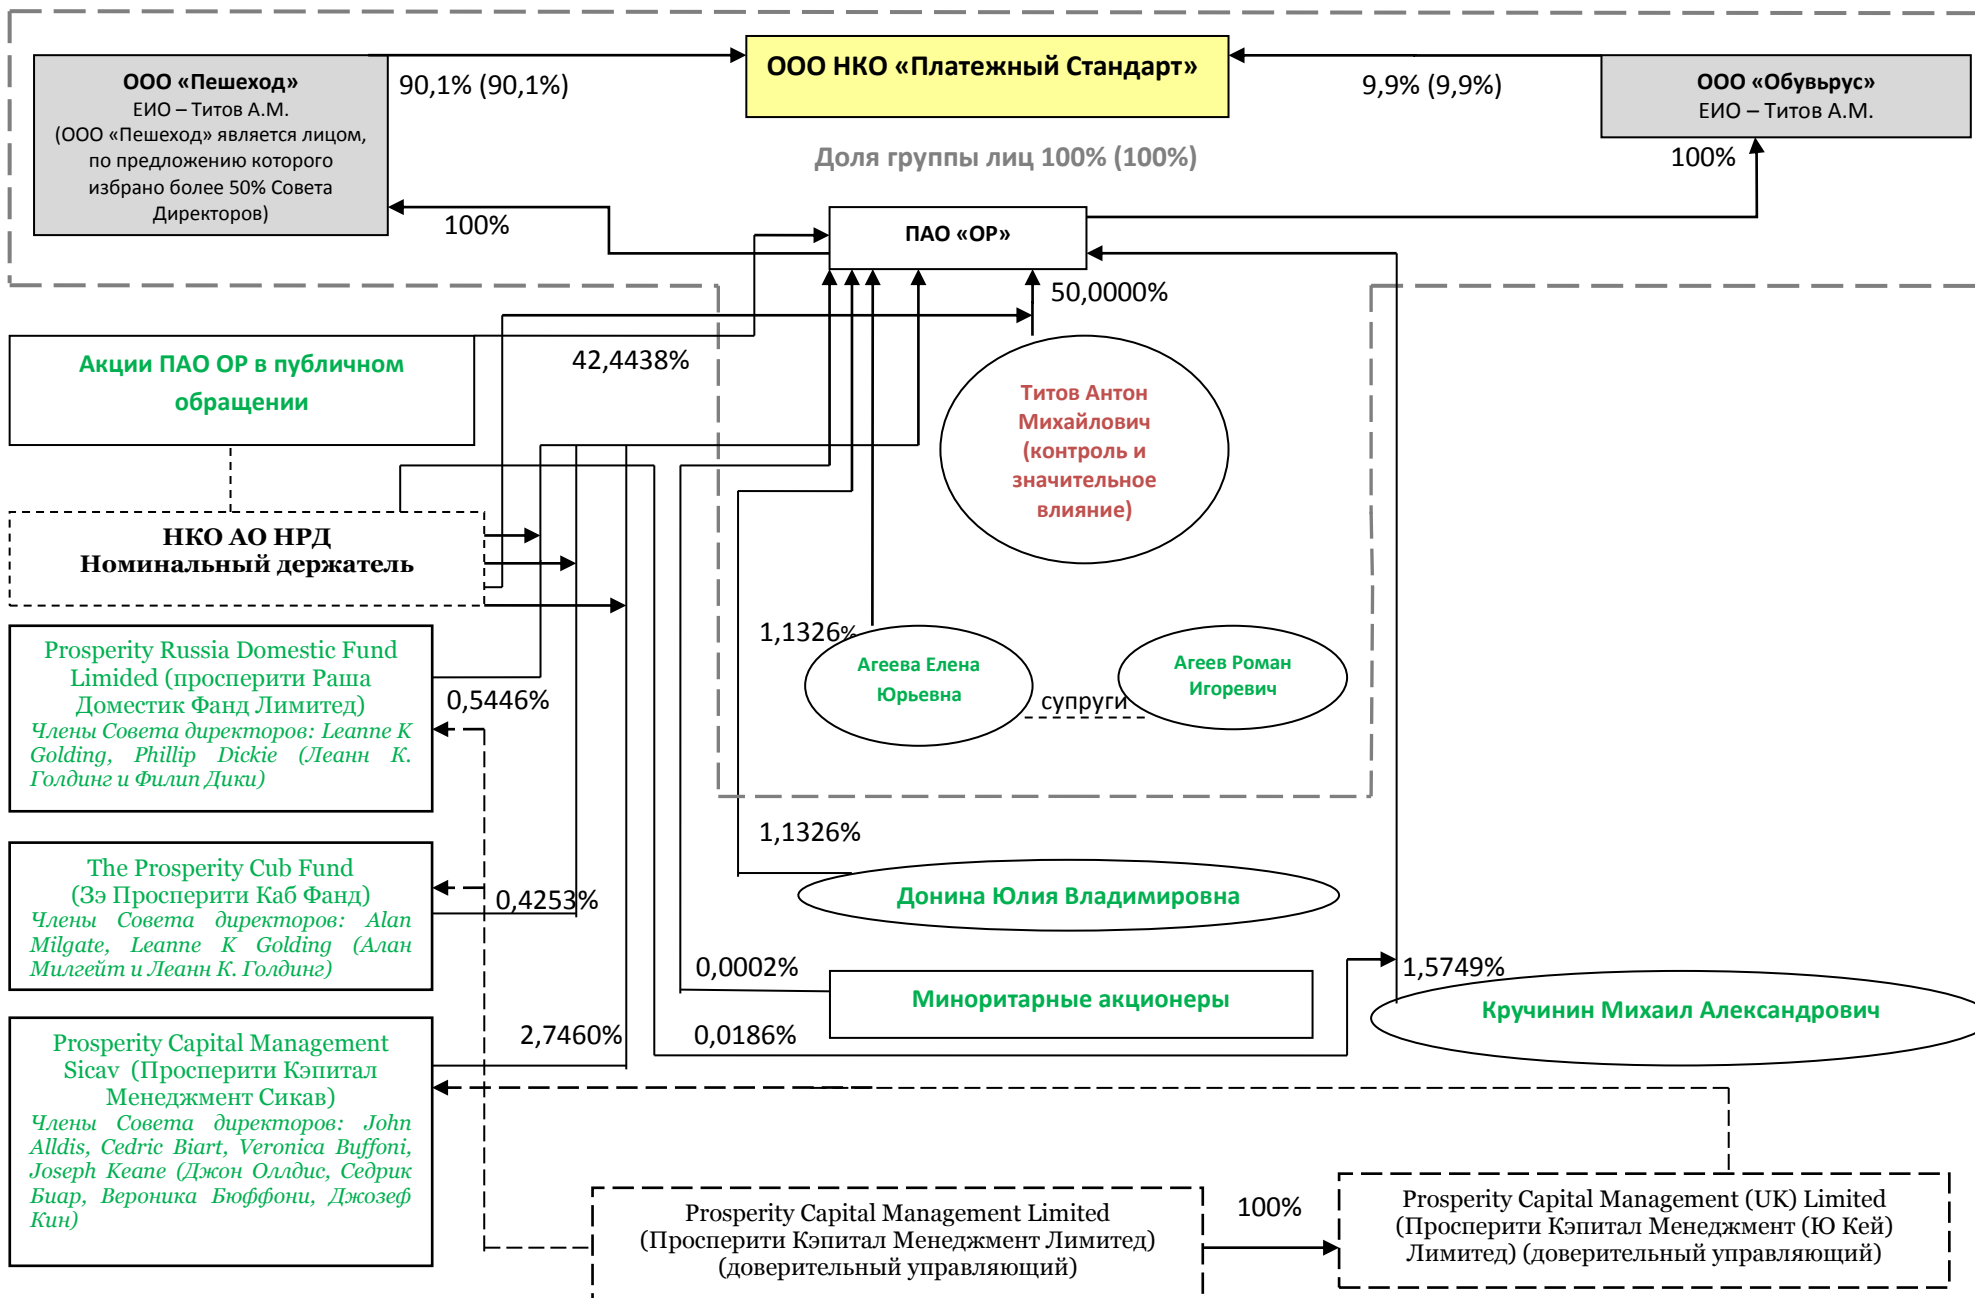 ООО «Пешеход»
ЕИО – Титов А.М.
(ООО «Пешеход» является лицом,
по предложению которого
избрано более 50% Совета
Директоров)
90,1% (90,1%)
ООО НКО «Платежный Стандарт»
9,9% (9,9%)
ООО «Обувьрус»
ЕИО – Титов А.М.
Доля группы лиц 100% (100%)
100%
100%
ПАО «ОР»
50,0000%
Акции ПАО ОР в публичном
обращении
42,4438%
Титов Антон
Михайлович
(контроль и
значительное
влияние)
НКО АО НРД
Номинальный держатель
1,1326%
Агеева Елена
Юрьевна
супруги
Агеев Роман
Игоревич
Prosperity Russia Domestic Fund
Limided (просперити Раша
Доместик Фанд Лимитед)
Члены Совета директоров: Leanne K
Golding, Phillip Dickie (Леанн К.
Голдинг и Филип Дики)
0,5446%
1,1326%
Донина Юлия Владимировна
The Prosperity Cub Fund
(Зэ Просперити Каб Фанд)
Члены Совета директоров: Alan
Milgate, Leanne K Golding (Алан
Милгейт и Леанн К. Голдинг)
0,4253%
0,0002%
Миноритарные акционеры
1,5749%
Кручинин Михаил Александрович
Prosperity Capital Management
Sicav (Просперити Кэпитал
Менеджмент Сикав)
Члены Совета директоров: John
Alldis, Cedric Biart, Veronica Buffoni,
Joseph Keane (Джон Оллдис, Седрик
Биар, Вероника Бюффони, Джозеф
Кин)
2,7460%
0,0186%
Prosperity Capital Management Limited
(Просперити Кэпитал Менеджмент Лимитед)
(доверительный управляющий)
100%
Prosperity Capital Management (UK) Limited
(Просперити Кэпитал Менеджмент (Ю Кей)
Лимитед) (доверительный управляющий)